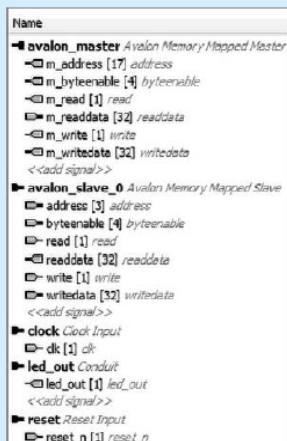 Name
avalon_master Avalon Memory Mapped Master
m_address [17] address
m_byteenable [4] byteenable
m_read [1] read
m_readdata [32] readdata
m_write [1] write
m_writedata [32] writedata
<<add signal>>
avalon_slave_0 Avalon Memory Mapped Slave
address [3] address
byteenable [4] byteenable
read [1] read
readdata [32] readdata
write [1] write
writedata [32] writedata
<<add signal>>
clock Clock Input
clk [1] clk
led_out Conduit
led_out [1] led_out
<<add signal>>
reset Reset Input
reset_n [1] reset_n